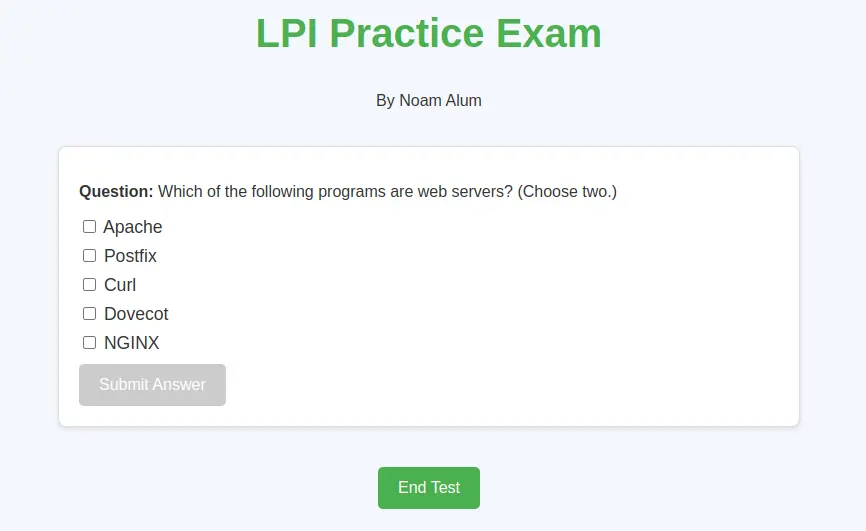 LPI Practice Exam
By Noam Alum
Question: Which of the following programs are web servers? (Choose two.)
Apache
Postfix
Curl
Dovecot
NGINX
Submit Answer
End Test